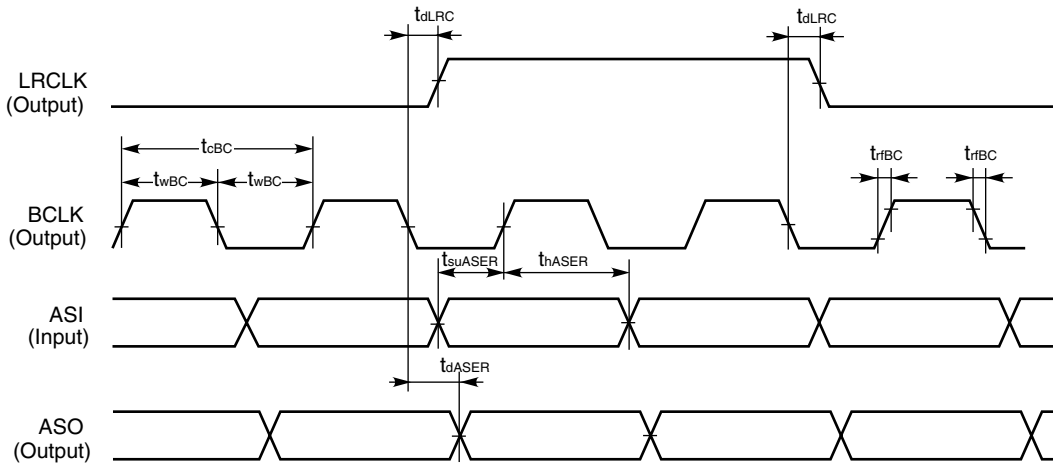 tdLRC tdLRC
LRCLK
(Output)
tcBC
twBC twBC
trfBC trfBC
BCLK
(Output)
tsuASER thASER
ASI
(Input)
tdASER
ASO
(Output)